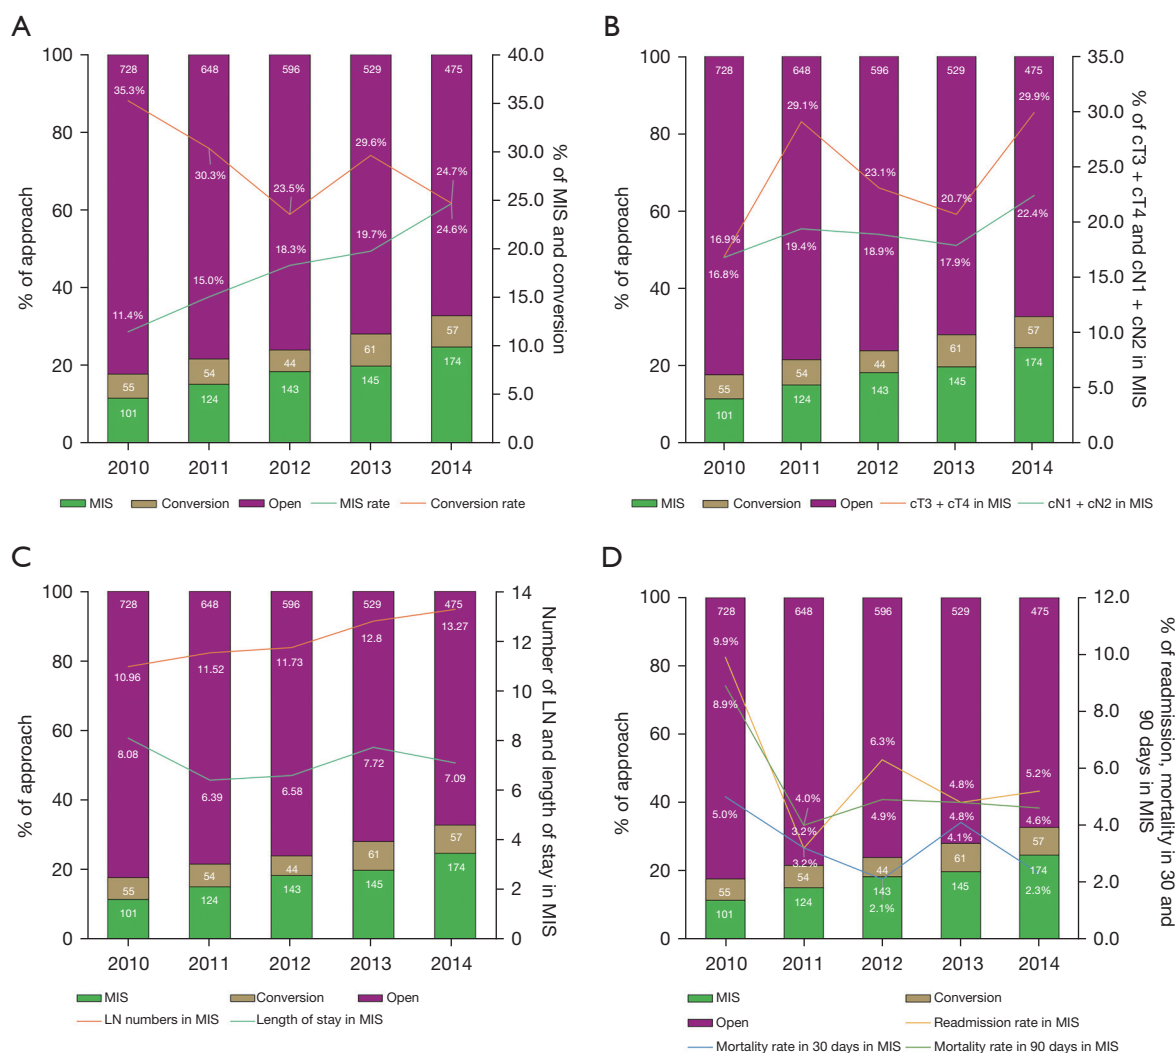 A
% of approach
100
80
60
40
20
0
728 648 596 529 475
35.3% 30.3% 23.5% 29.6% 24.7%
11.4% 15.0% 18.3% 19.7% 24.6%
55 54 44 61 57
101 124 143 145 174
40.0
35.0
30.0
25.0
20.0
15.0
10.0
5.0
0.0
% of MIS and conversion
2010 2011 2012 2013 2014
MIS Conversion Open MIS rate Conversion rate
B
% of approach
100
80
60
40
20
0
728 648 596 529 475
16.9% 29.1% 23.1% 20.7% 29.9%
16.8% 19.4% 18.9% 17.9% 22.4%
55 54 44 61 57
101 124 143 145 174
35.0
30.0
25.0
20.0
15.0
10.0
5.0
0.0
% of cT3 + cT4 and cN1 + cN2 in MIS
2010 2011 2012 2013 2014
MIS Conversion Open cT3 + cT4 in MIS cN1 + cN2 in MIS
C
% of approach
100
80
60
40
20
0
728 648 596 529 475
10.96 11.52 11.73 12.8 13.27
8.08 6.39 6.58 7.72 7.09
55 54 44 61 57
101 124 143 145 174
14
12
10
8
6
4
2
0
Number of LN and length of stay in MIS
2010 2011 2012 2013 2014
MIS Conversion Open
LN numbers in MIS Length of stay in MIS
D
% of approach
100
80
60
40
20
0
728 648 596 529 475
9.9% 4.0% 6.3% 4.8% 5.2%
8.9% 3.2% 4.9% 4.8% 4.6%
5.0% 3.2% 2.1% 4.1% 2.3%
55 54 44 61 57
101 124 143 145 174
12.0
10.0
8.0
6.0
4.0
2.0
0.0
% of readmission, mortality in 30 and
90 days in MIS
2010 2011 2012 2013 2014
MIS Conversion
Open Readmission rate in MIS
Mortality rate in 30 days in MIS Mortality rate in 90 days in MIS